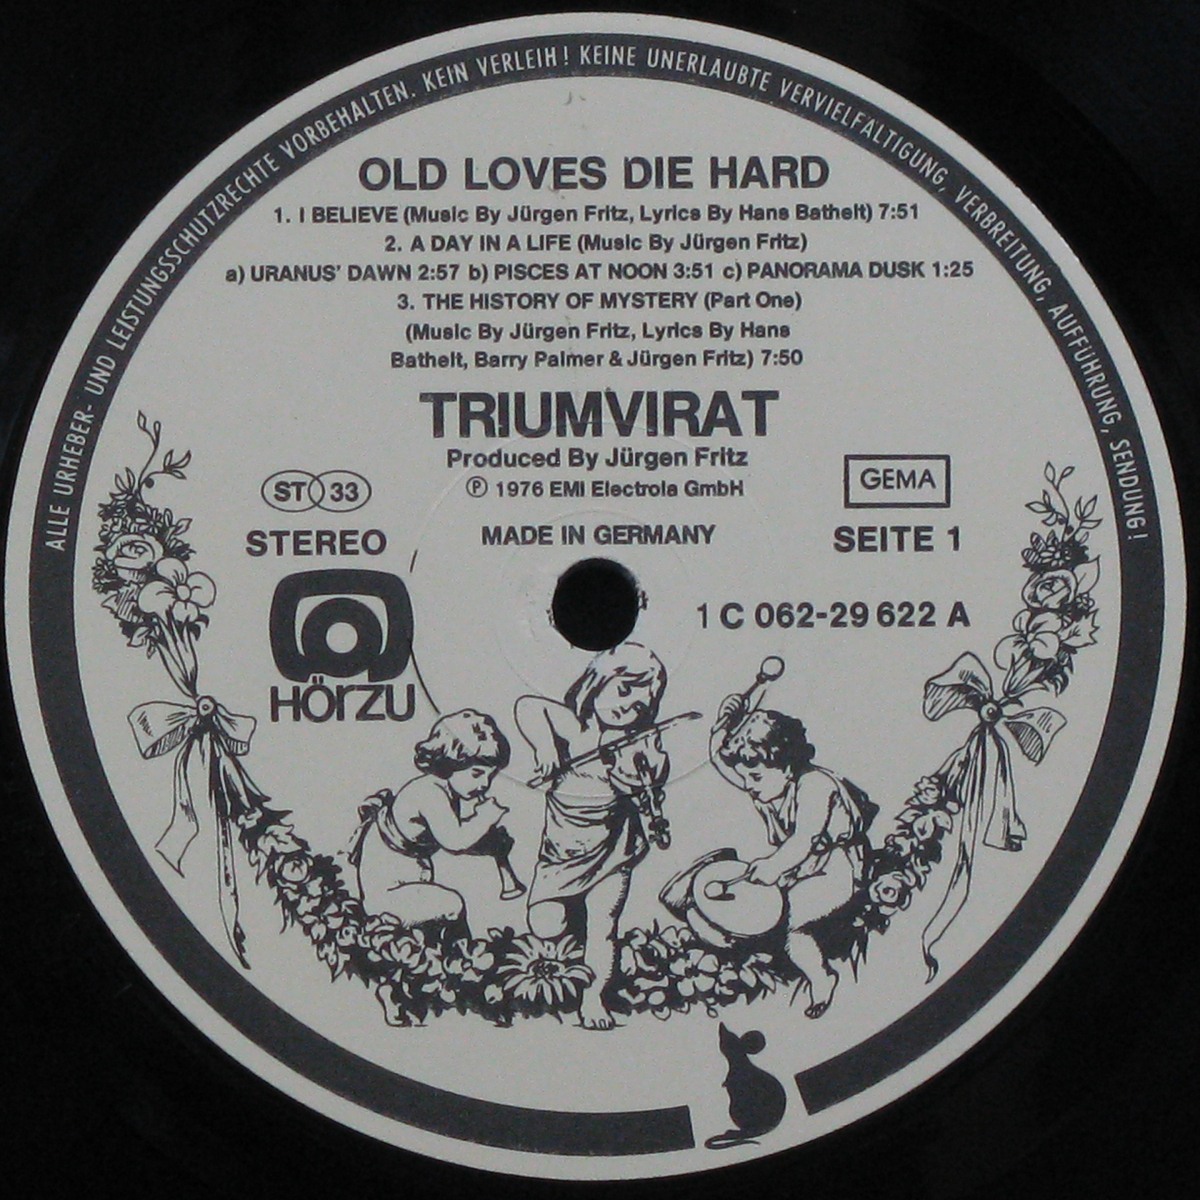 ALLE URHEBER- UND LEISTUNGSSCHUTZRECHTE VORBEHALTEN. KEIN VERLEIH! KEINE UNERLAUBTE VERVIELFÄLTIGUNG, VERBREITUNG, AUFFÜHRUNG, SENDUNG!
OLD LOVES DIE HARD
1. I BELIEVE (Music By Jürgen Fritz, Lyrics By Hans Bathelt) 7:51
2. A DAY IN A LIFE (Music By Jürgen Fritz)
a) URANUS' DAWN 2:57 b) PISCES AT NOON 3:51 c) PANORAMA DUSK 1:25
3. THE HISTORY OF MYSTERY (Part One)
(Music By Jürgen Fritz, Lyrics By Hans
Bathelt, Barry Palmer & Jürgen Fritz) 7:50
TRIUMVIRAT
Produced By Jürgen Fritz
℗ 1976 EMI Electrola GmbH
ST 33
GEMA
MADE IN GERMANY
STEREO
SEITE 1
1 C 062-29 622 A
HÖRZU